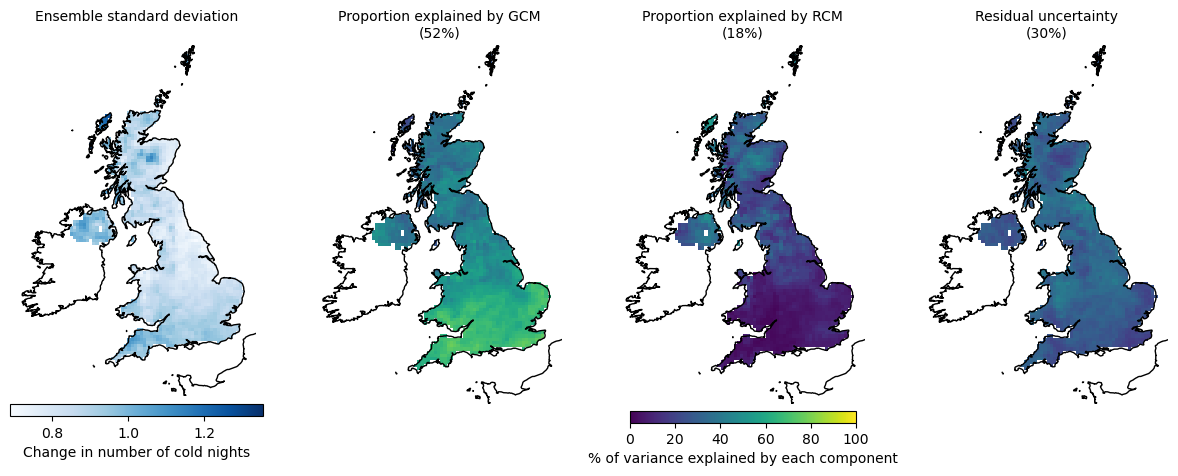 Ensemble standard deviation
Proportion explained by GCM
(52%)
Proportion explained by RCM
(18%)
Residual uncertainty
(30%)
0.8 1.0 1.2
Change in number of cold nights
0 20 40 60 80 100
% of variance explained by each component